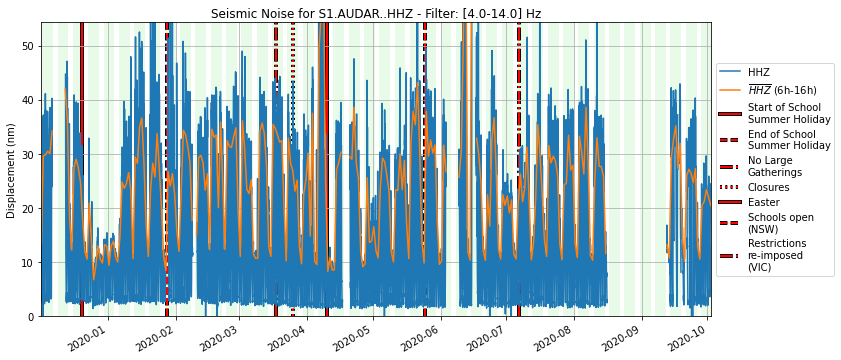 Seismic Noise for S1.AUDAR..HHZ - Filter: [4.0-14.0] Hz
Displacement (nm)
50
40
30
20
10
0
2020-01
2020-02
2020-03
2020-04
2020-05
2020-06
2020-07
2020-08
2020-09
2020-10
HHZ
HHZ (6h-16h)
Start of School
Summer Holiday
End of School
Summer Holiday
No Large
Gatherings
Closures
Easter
Schools open
(NSW)
Restrictions
re-imposed
(VIC)